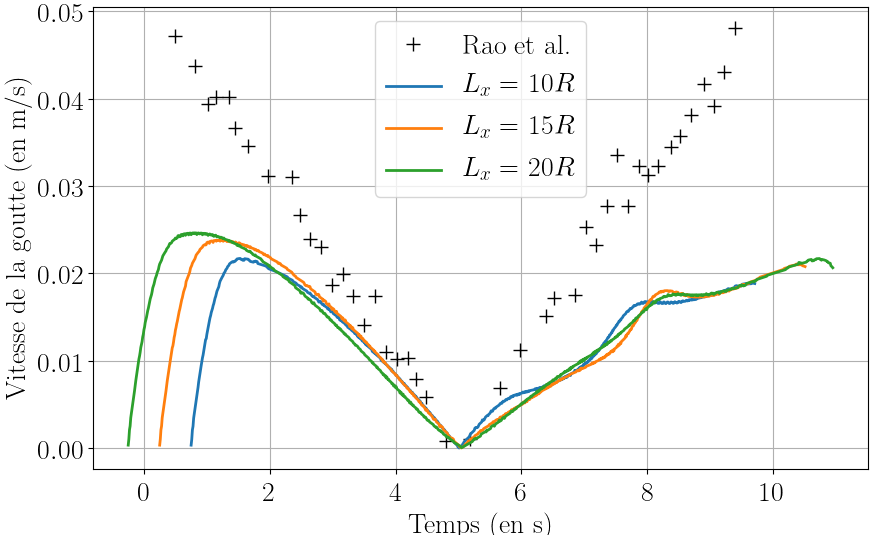 Vitesse de la goutte (en m/s)
0.05
0.04
0.03
0.02
0.01
0.00
Rao et al.
L_x = 10R
L_x = 15R
L_x = 20R
0 2 4 6 8 10
Temps (en s)